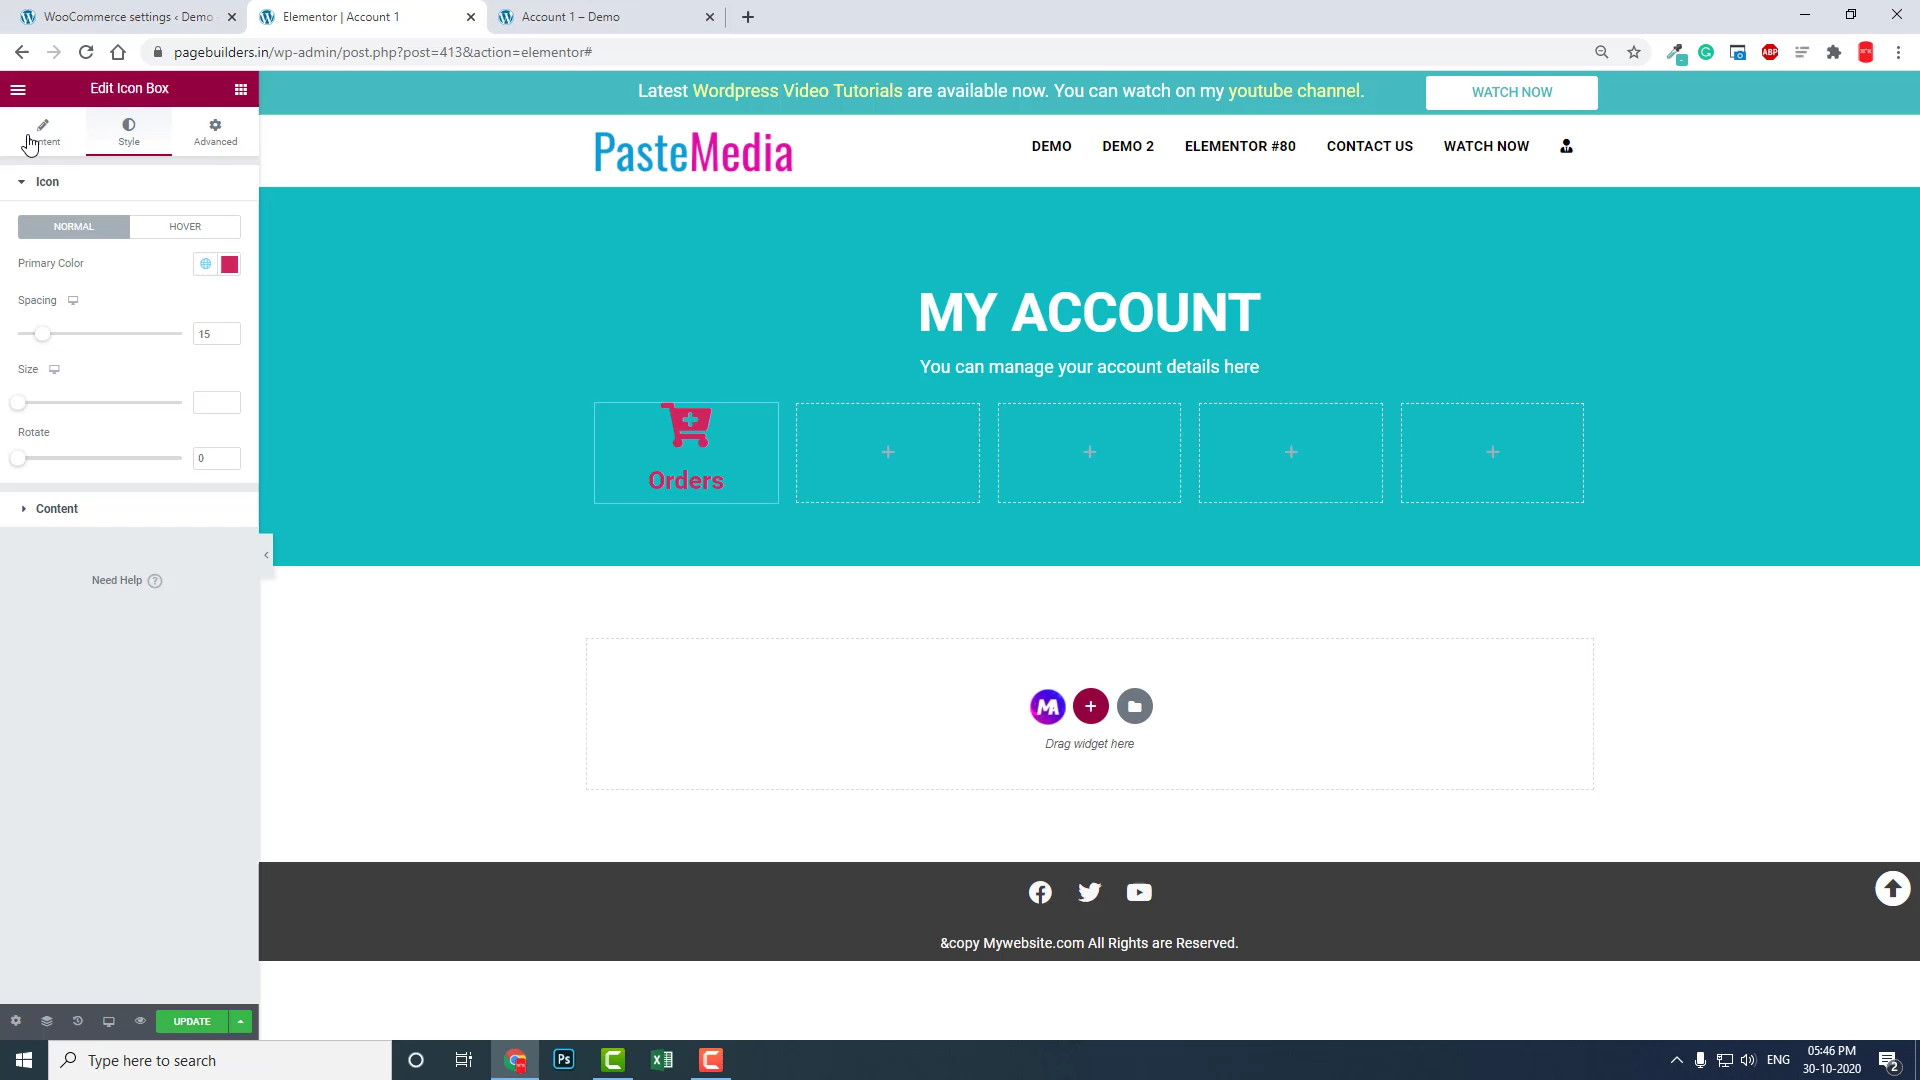 WooCommerce settings ‹ Demo
Elementor | Account 1
Account 1 – Demo
pagebuilders.in/wp-admin/post.php?post=413&action=elementor#
ABP
Edit Icon Box
Style
Advanced
Icon
NORMAL
HOVER
Primary Color
Spacing
15
Size
Rotate
0
Content
Need Help ?
UPDATE
Latest Wordpress Video Tutorials are available now. You can watch on my youtube channel.
WATCH NOW
PasteMedia
DEMO
DEMO 2
ELEMENTOR #80
CONTACT US
WATCH NOW
MY ACCOUNT
You can manage your account details here
Orders
MA
Drag widget here
&copy Mywebsite.com All Rights are Reserved.
Type here to search
Ps
ENG
05:46 PM
30-10-2020
2